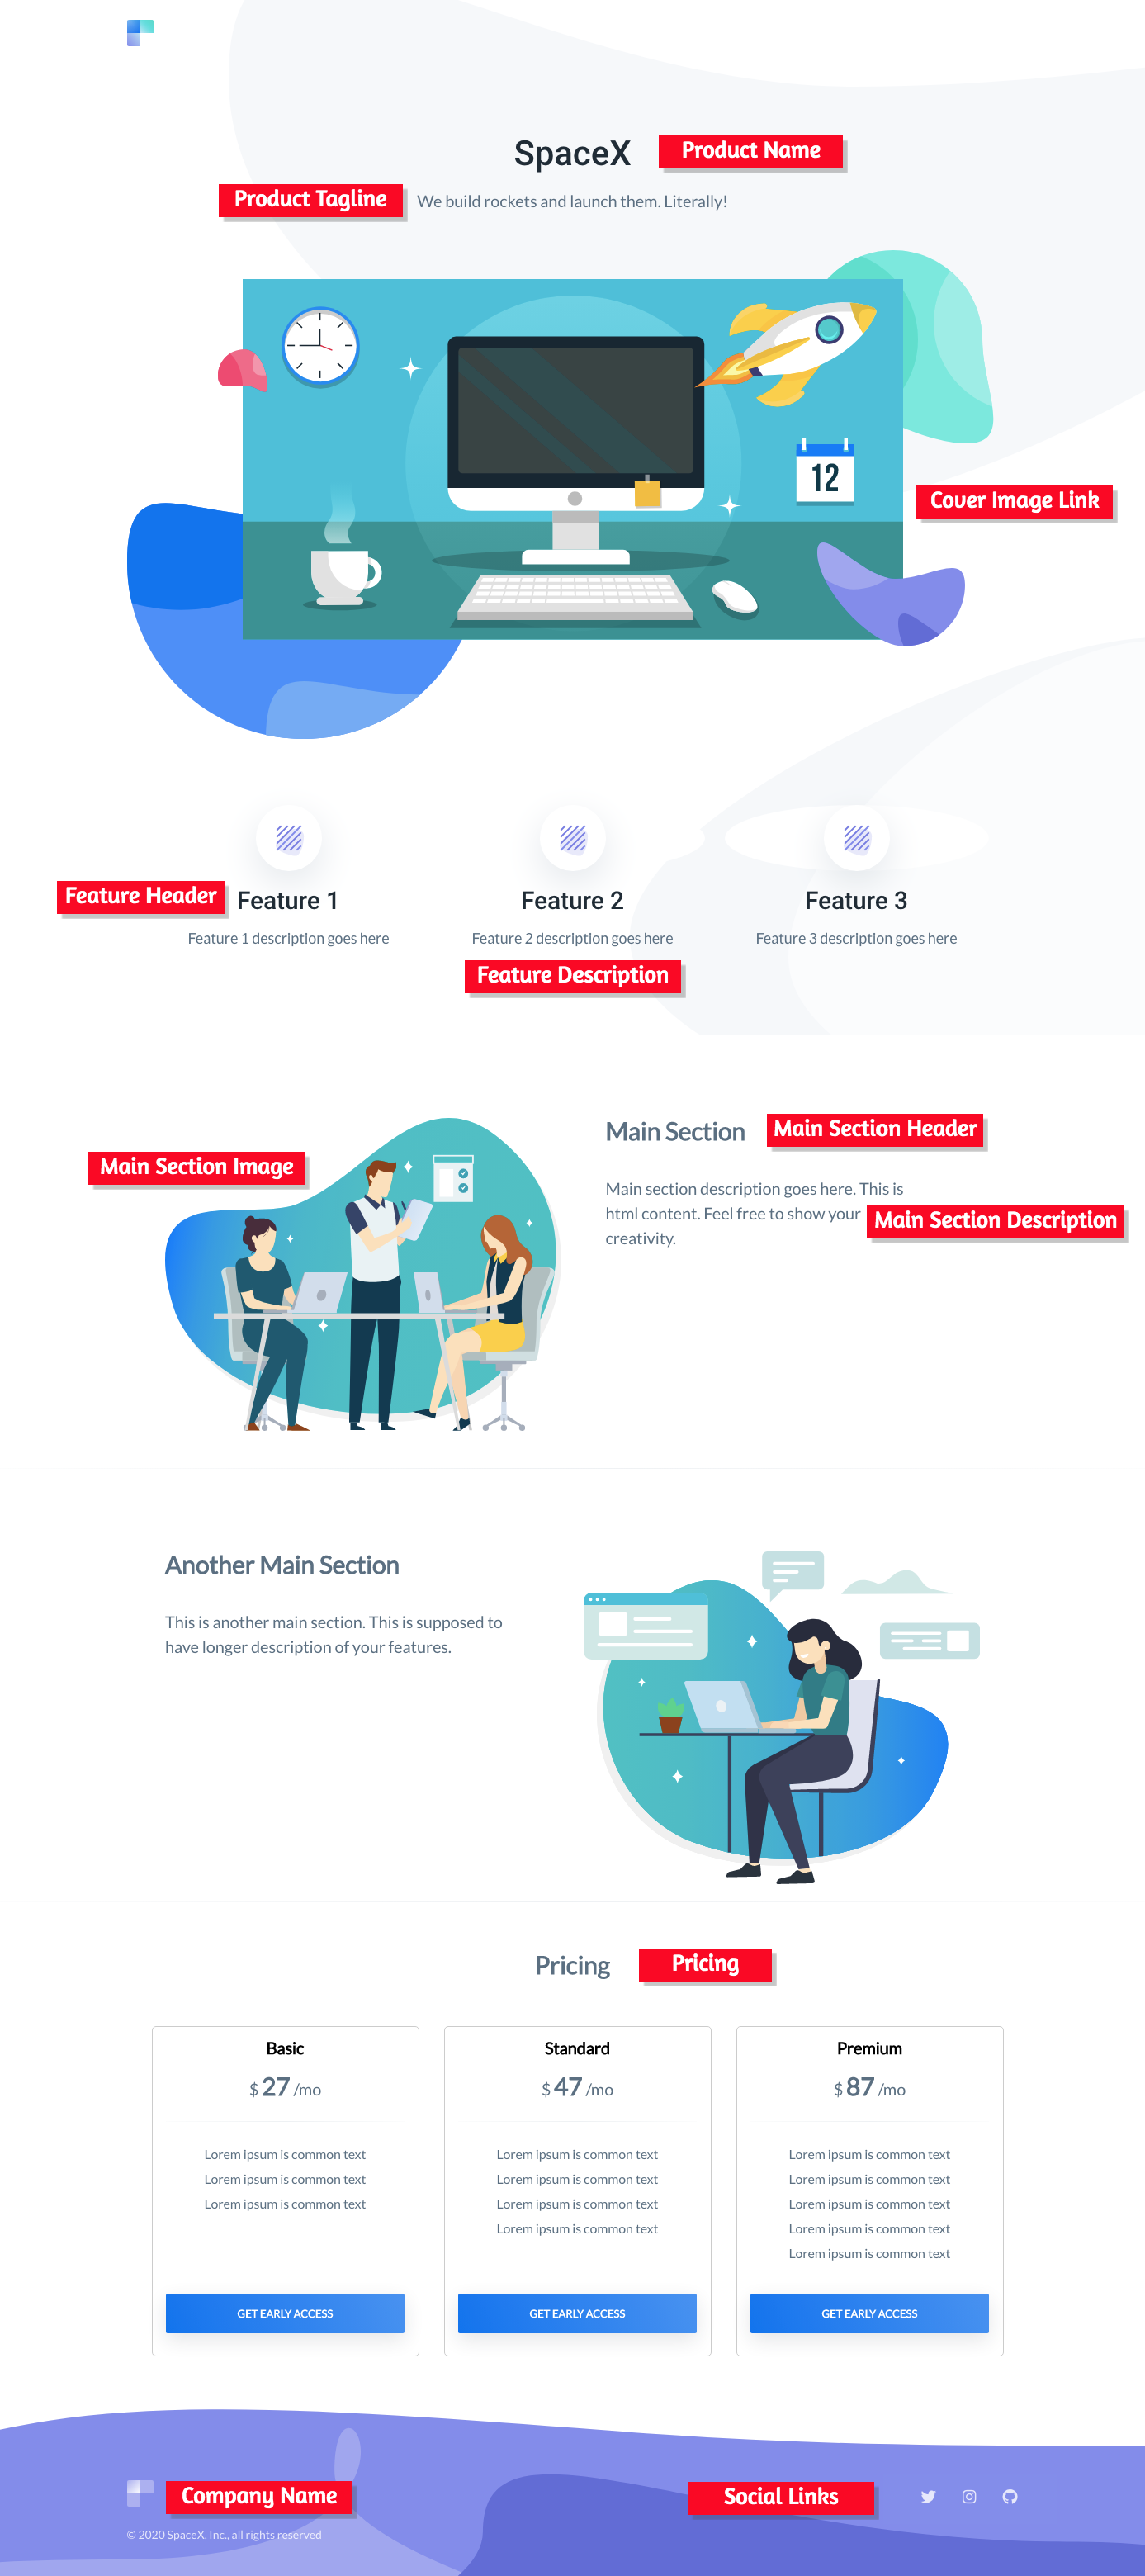 SpaceX Product Name
Product Tagline We build rockets and launch them. Literally!
12
Cover Image Link
Feature Header Feature 1 Feature 2 Feature 3
Feature 1 description goes here Feature 2 description goes here Feature 3 description goes here
Feature Description
Main Section Main Section Header
Main Section Image
Main section description goes here. This is
html content. Feel free to show your
creativity.
Main Section Description
Another Main Section
This is another main section. This is supposed to
have longer description of your features.
Pricing Pricing
Basic
$ 27 /mo
Lorem ipsum is common text
Lorem ipsum is common text
Lorem ipsum is common text
GET EARLY ACCESS
Standard
$ 47 /mo
Lorem ipsum is common text
Lorem ipsum is common text
Lorem ipsum is common text
Lorem ipsum is common text
GET EARLY ACCESS
Premium
$ 87 /mo
Lorem ipsum is common text
Lorem ipsum is common text
Lorem ipsum is common text
Lorem ipsum is common text
Lorem ipsum is common text
GET EARLY ACCESS
Company Name Social Links
© 2020 SpaceX, Inc., all rights reserved